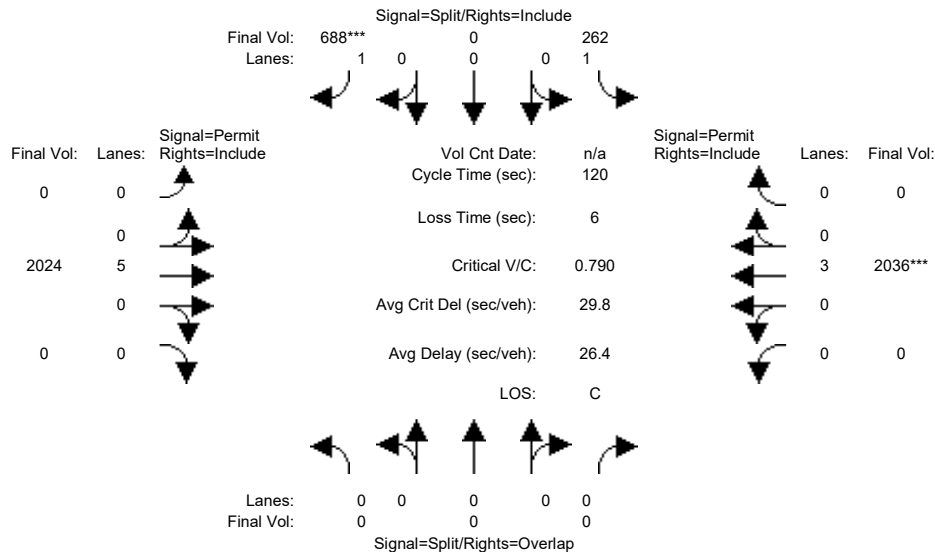 Signal=Split/Rights=Include
Final Vol: 688*** 0 262
Lanes: 1 0 0 0 1
Signal=Permit Signal=Permit
Final Vol: Lanes: Rights=Include Vol Cnt Date: n/a Rights=Include Lanes: Final Vol:
Cycle Time (sec): 120
0 0 0 0
Loss Time (sec): 6
0 0
2024 5 Critical V/C: 0.790 3 2036***
0 Avg Crit Del (sec/veh): 29.8 0
0 0 Avg Delay (sec/veh): 26.4 0 0
LOS: C
Lanes: 0 0 0 0 0
Final Vol: 0 0 0
Signal=Split/Rights=Overlap